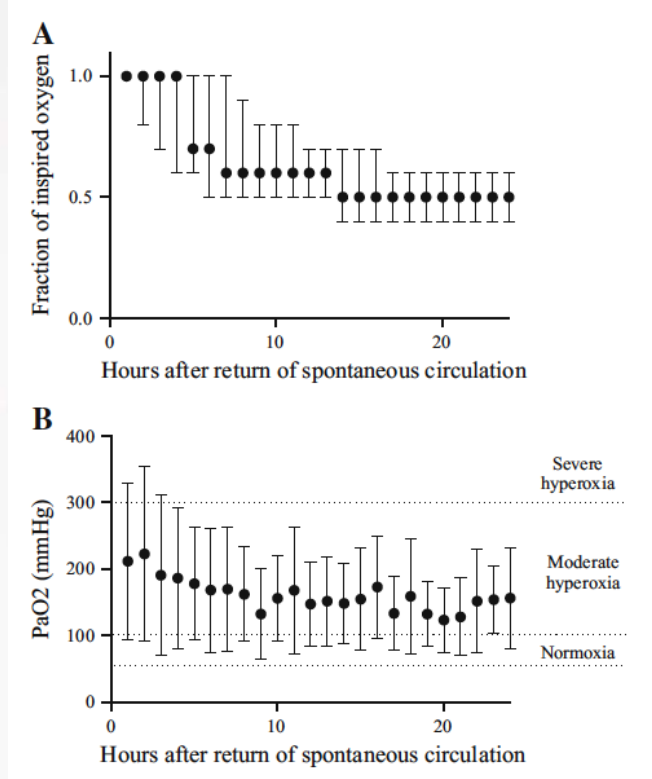 A
Fraction of inspired oxygen
1.0
0.5
0.0
0
10
20
Hours after return of spontaneous circulation
B
PaO2 (mmHg)
400
300
200
100
0
Severe
hyperoxia
Moderate
hyperoxia
Normoxia
0
10
20
Hours after return of spontaneous circulation